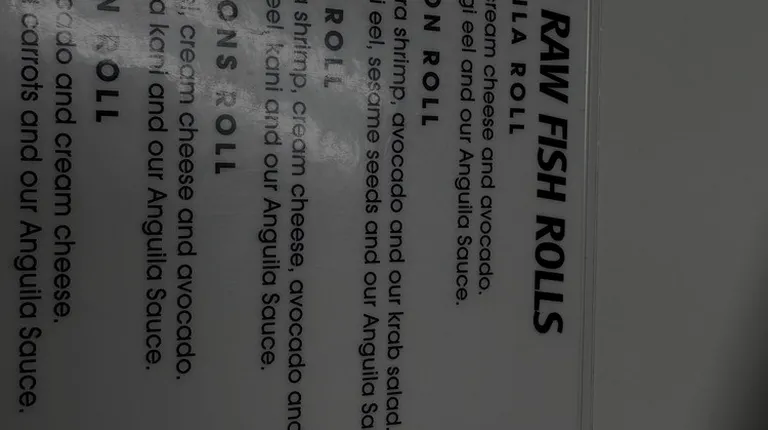 RAW FISH ROLLS
ILA ROLL
cream cheese and avocado.
gi eel and our Anguila Sauce.
ON ROLL
ra shrimp, avocado and our krab salad.
i eel, sesame seeds and our Anguila Sa
ROLL
shrimp, cream cheese, avocado and
eel, kani and our Anguila Sauce.
ONS ROLL
i, cream cheese and avocado,
d kani and our Anguila Sauce.
N ROLL
cado and cream cheese.
carrots and our Anguila Sauce.